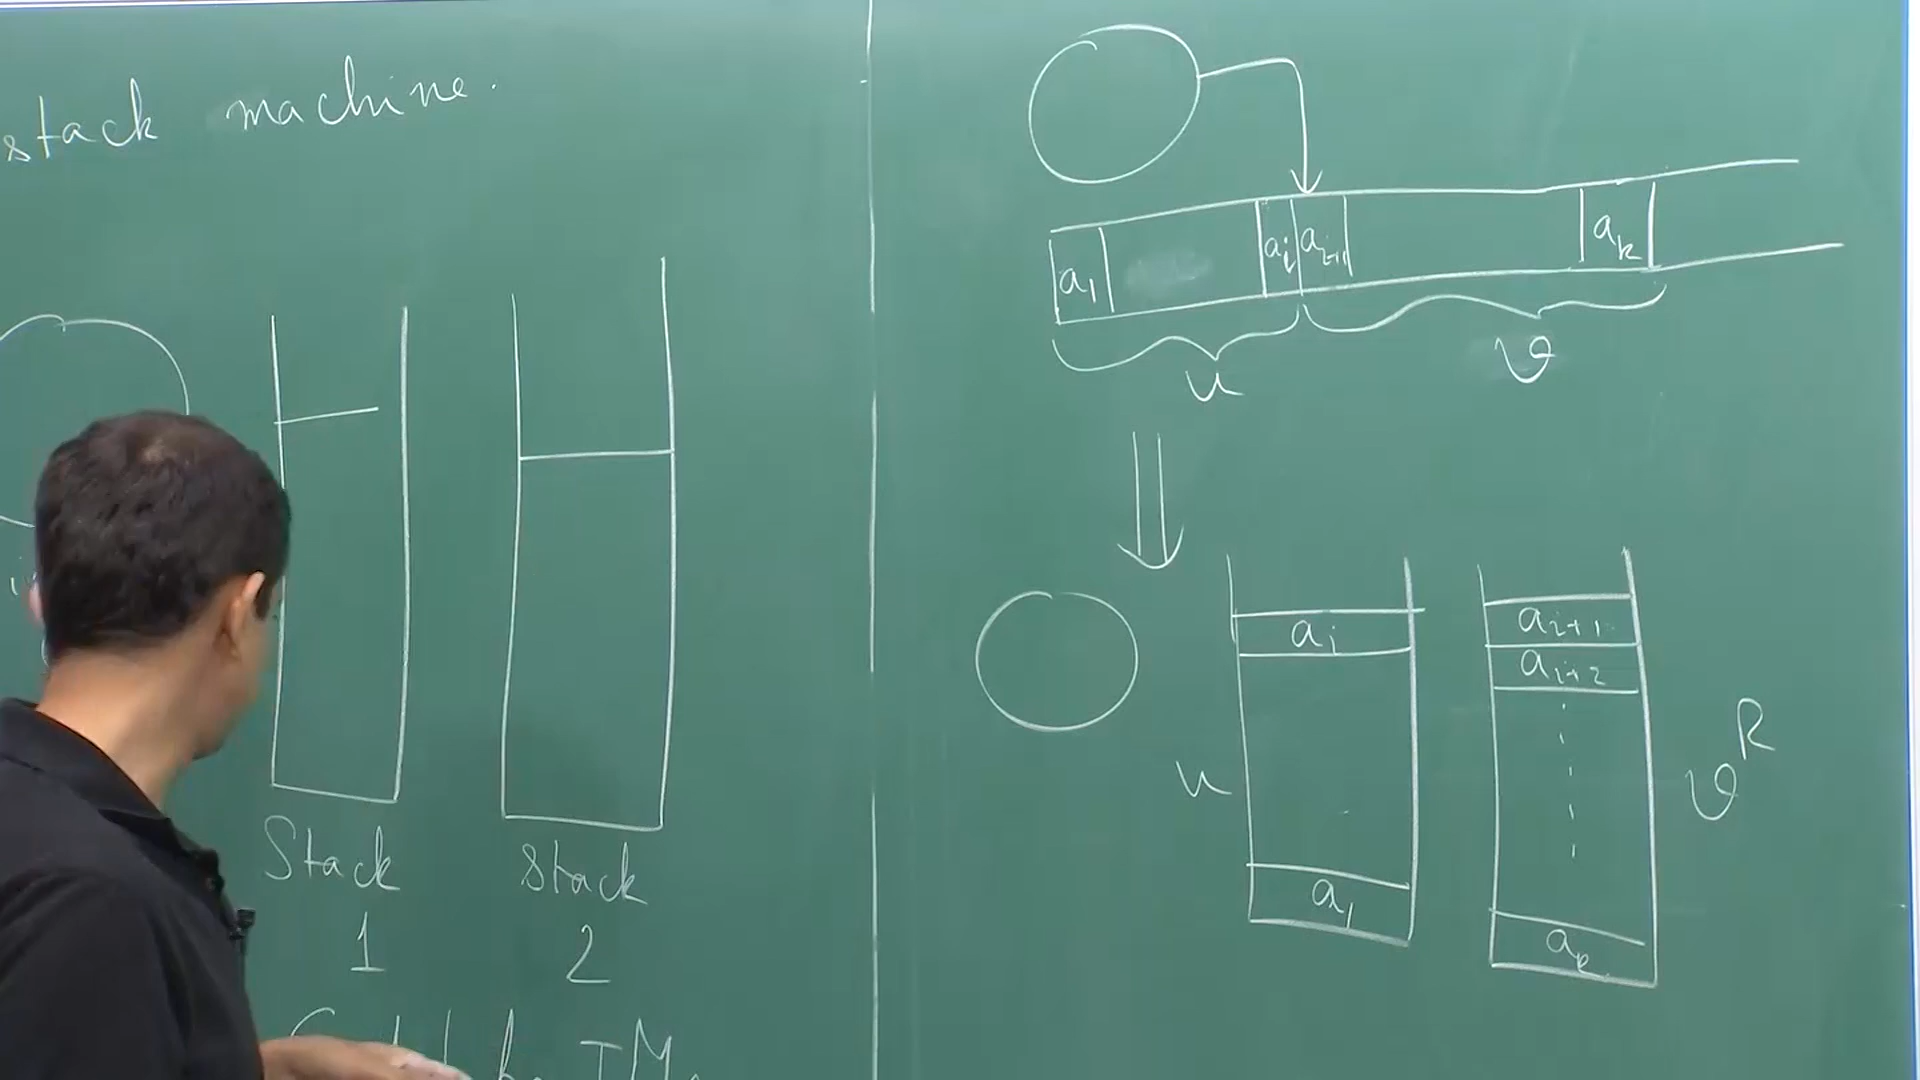 stack machine.
Stack stack
1 2
TMs
a₁ aᵢ aᵢ₊₁ aₖ
u v
aᵢ aᵢ₊₁
aᵢ₊₂
u vᴿ
a₁ aₖ